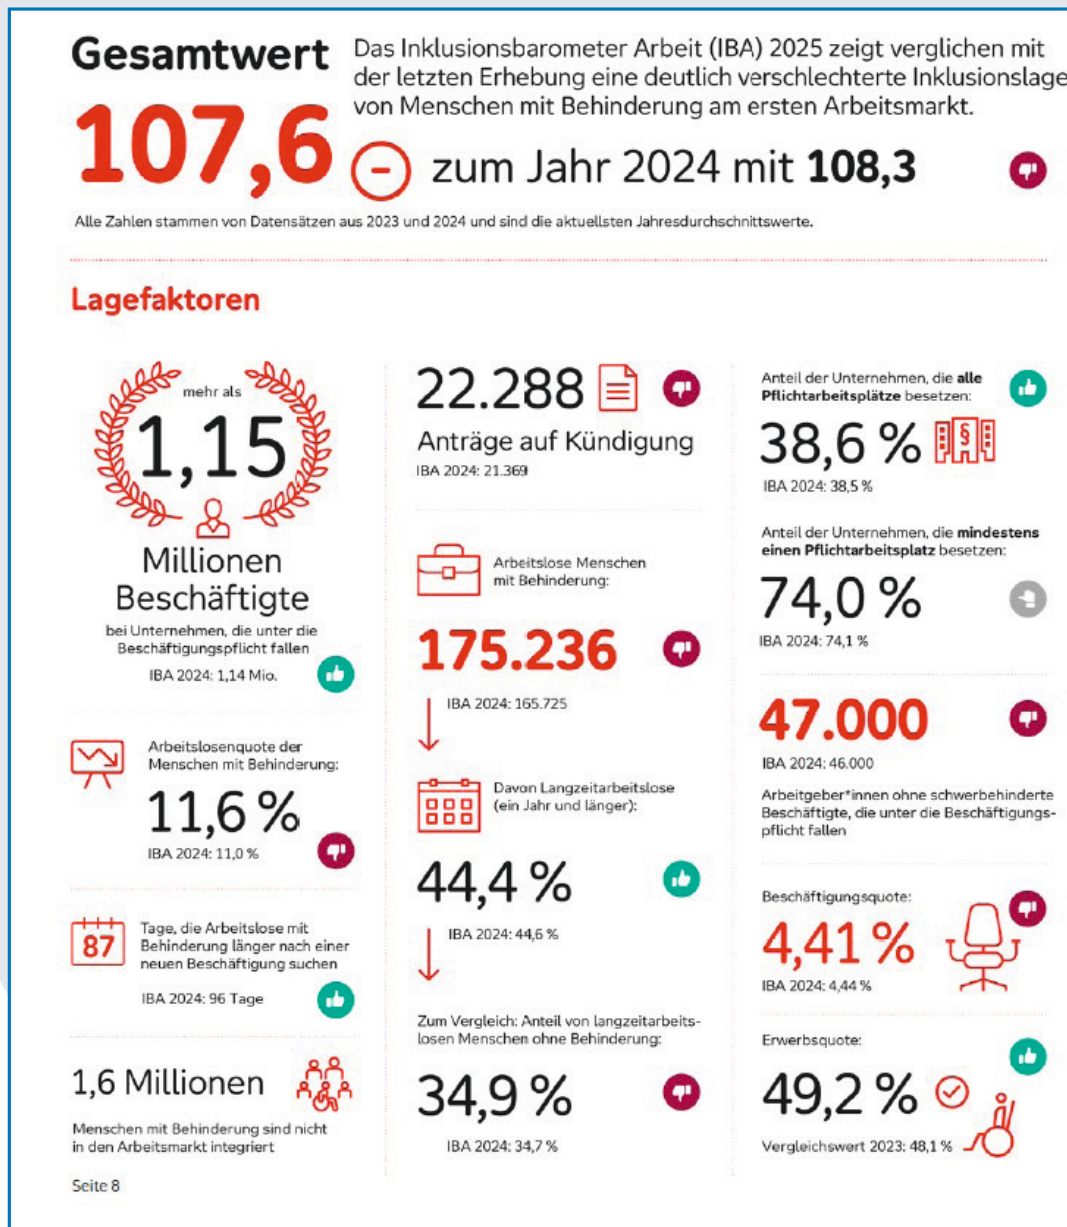 Gesamtwert
107,6
Das Inklusionsbarometer Arbeit (IBA) 2025 zeigt verglichen mit
der letzten Erhebung eine deutlich verschlechterte Inklusionslage
von Menschen mit Behinderung am ersten Arbeitsmarkt.
- zum Jahr 2024 mit 108,3
Alle Zahlen stammen von Datensätzen aus 2023 und 2024 und sind die aktuellsten Jahresdurchschnittswerte.
Lagefaktoren
mehr als
1,15
Millionen
Beschäftigte
bei Unternehmen, die unter die
Beschäftigungspflicht fallen
IBA 2024: 1,14 Mio.
Arbeitslosenquote der
Menschen mit Behinderung:
11,6 %
IBA 2024: 11,0 %
87
Tage, die Arbeitslose mit
Behinderung länger nach einer
neuen Beschäftigung suchen
IBA 2024: 96 Tage
1,6 Millionen
Menschen mit Behinderung sind nicht
in den Arbeitsmarkt integriert
22.288
Anträge auf Kündigung
IBA 2024: 21.369
Arbeitslose Menschen
mit Behinderung:
175.236
IBA 2024: 165.725
Davon Langzeitarbeitslose
(ein Jahr und länger):
44,4 %
IBA 2024: 44,6 %
Zum Vergleich: Anteil von langzeitarbeits-
losen Menschen ohne Behinderung:
34,9 %
IBA 2024: 34,7 %
Anteil der Unternehmen, die alle
Pflichtarbeitsplätze besetzen:
38,6 %
§
IBA 2024: 38,5 %
Anteil der Unternehmen, die mindestens
einen Pflichtarbeitsplatz besetzen:
74,0 %
IBA 2024: 74,1 %
47.000
IBA 2024: 46.000
Arbeitgeber*innen ohne schwerbehinderte
Beschäftigte, die unter die Beschäftigungs-
pflicht fallen
Beschäftigungsquote:
4,41 %
IBA 2024: 4,44 %
Erwerbsquote:
49,2 %
Vergleichswert 2023: 48,1 %
Seite 8